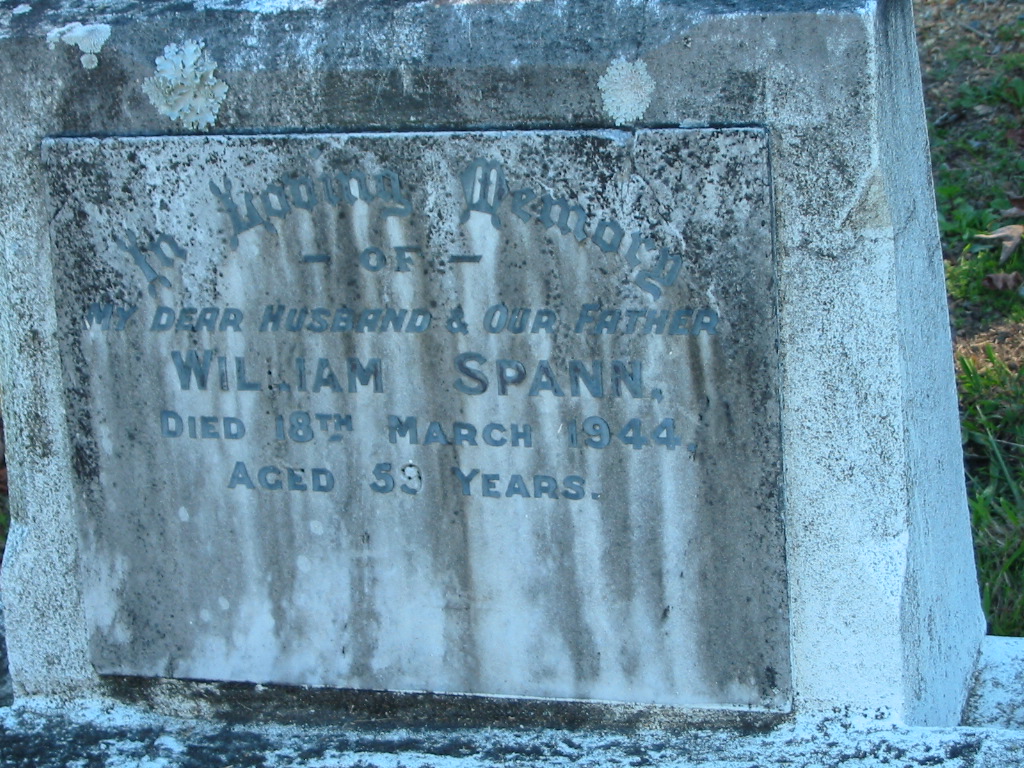 In Loving Memory
— OF —
MY DEAR HUSBAND & OUR FATHER
WILLIAM SPANN.
DIED 18TH MARCH 1944,
AGED 59 YEARS.